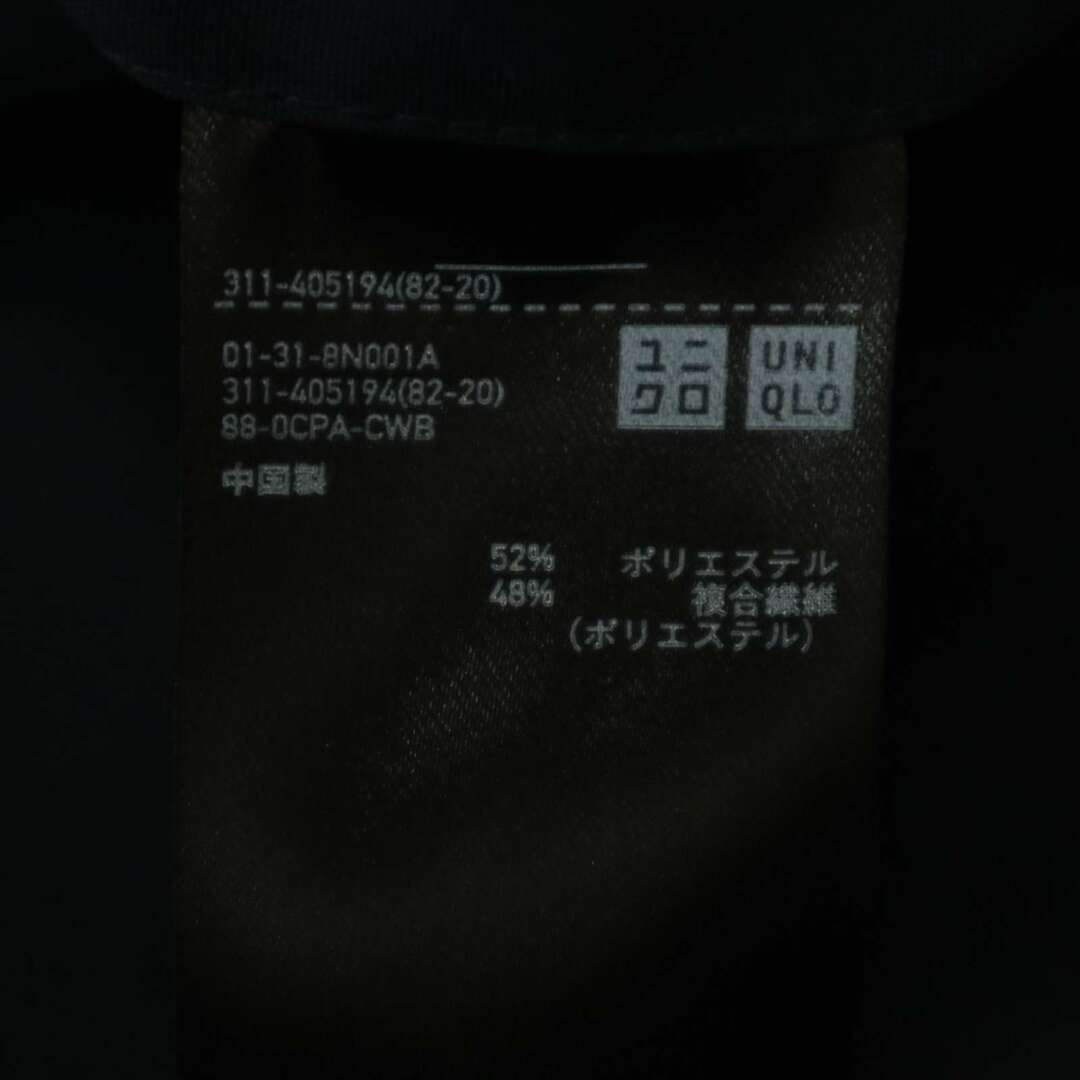 311-405194(82-20)
01-31-8N001A
311-405194(82-20)
88-0CPA-CWB
中国製
ユニ
クロ
UNI
QLO
52% ポリエステル
48% 複合繊維
(ポリエステル)